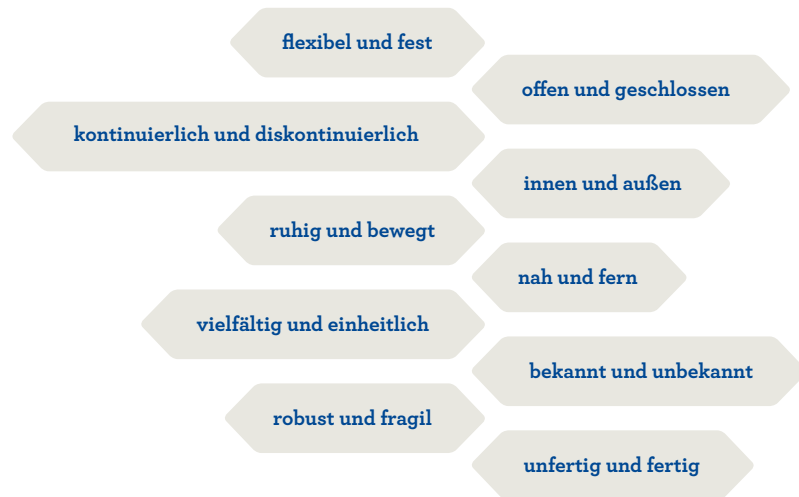 flexibel und fest
offen und geschlossen
kontinuierlich und diskontinuierlich
innen und außen
ruhig und bewegt
nah und fern
vielfältig und einheitlich
bekannt und unbekannt
robust und fragil
unfertig und fertig